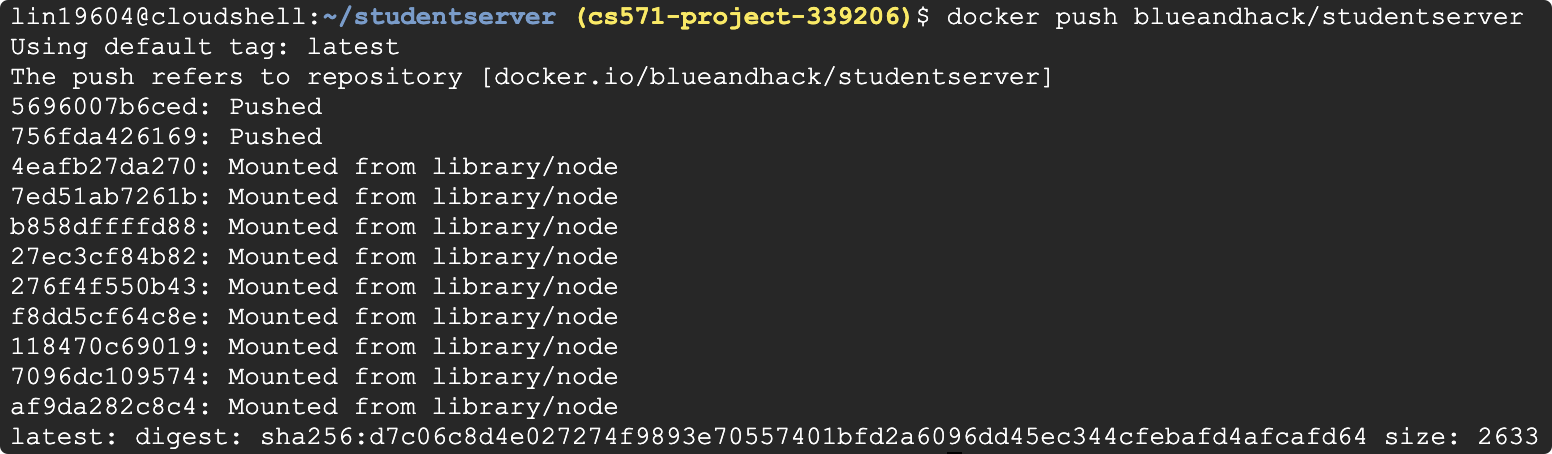 lin19604@cloudshell:~/studentserver (cs571-project-339206)$ docker push blueandhack/studentserver
Using default tag: latest
The push refers to repository [docker.io/blueandhack/studentserver]
5696007b6ced: Pushed
756fda426169: Pushed
4eafb27da270: Mounted from library/node
7ed51ab7261b: Mounted from library/node
b858dffffd88: Mounted from library/node
27ec3cf84b82: Mounted from library/node
276f4f550b43: Mounted from library/node
f8dd5cf64c8e: Mounted from library/node
118470c69019: Mounted from library/node
7096dc109574: Mounted from library/node
af9da282c8c4: Mounted from library/node
latest: digest: sha256:d7c06c8d4e027274f9893e70557401bfd2a6096dd45ec344cfebafd4afcafd64 size: 2633